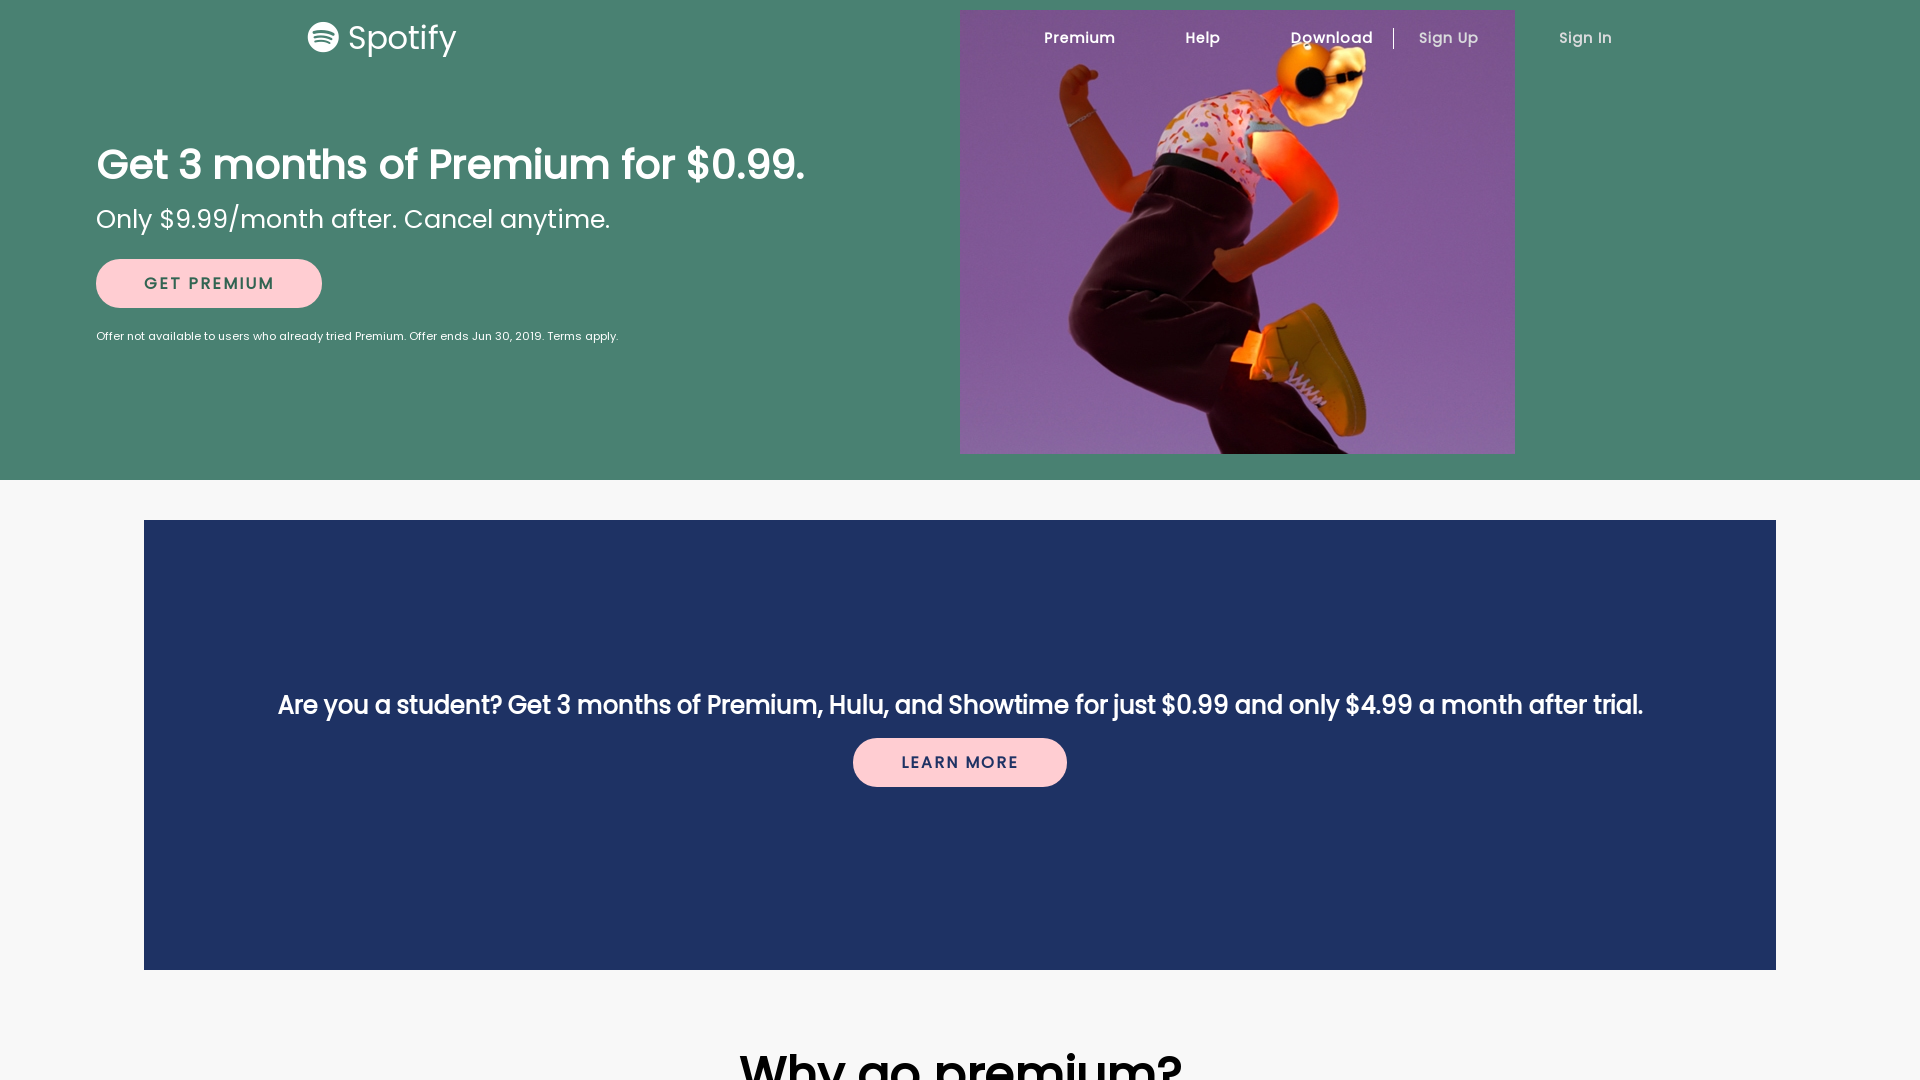 Spotify
Premium
Help
Download
Sign Up
Sign In
Get 3 months of Premium for $0.99.
Only $9.99/month after. Cancel anytime.
GET PREMIUM
Offer not available to users who already tried Premium. Offer ends Jun 30, 2019. Terms apply.
Are you a student? Get 3 months of Premium, Hulu, and Showtime for just $0.99 and only $4.99 a month after trial.
LEARN MORE
Why go premium?